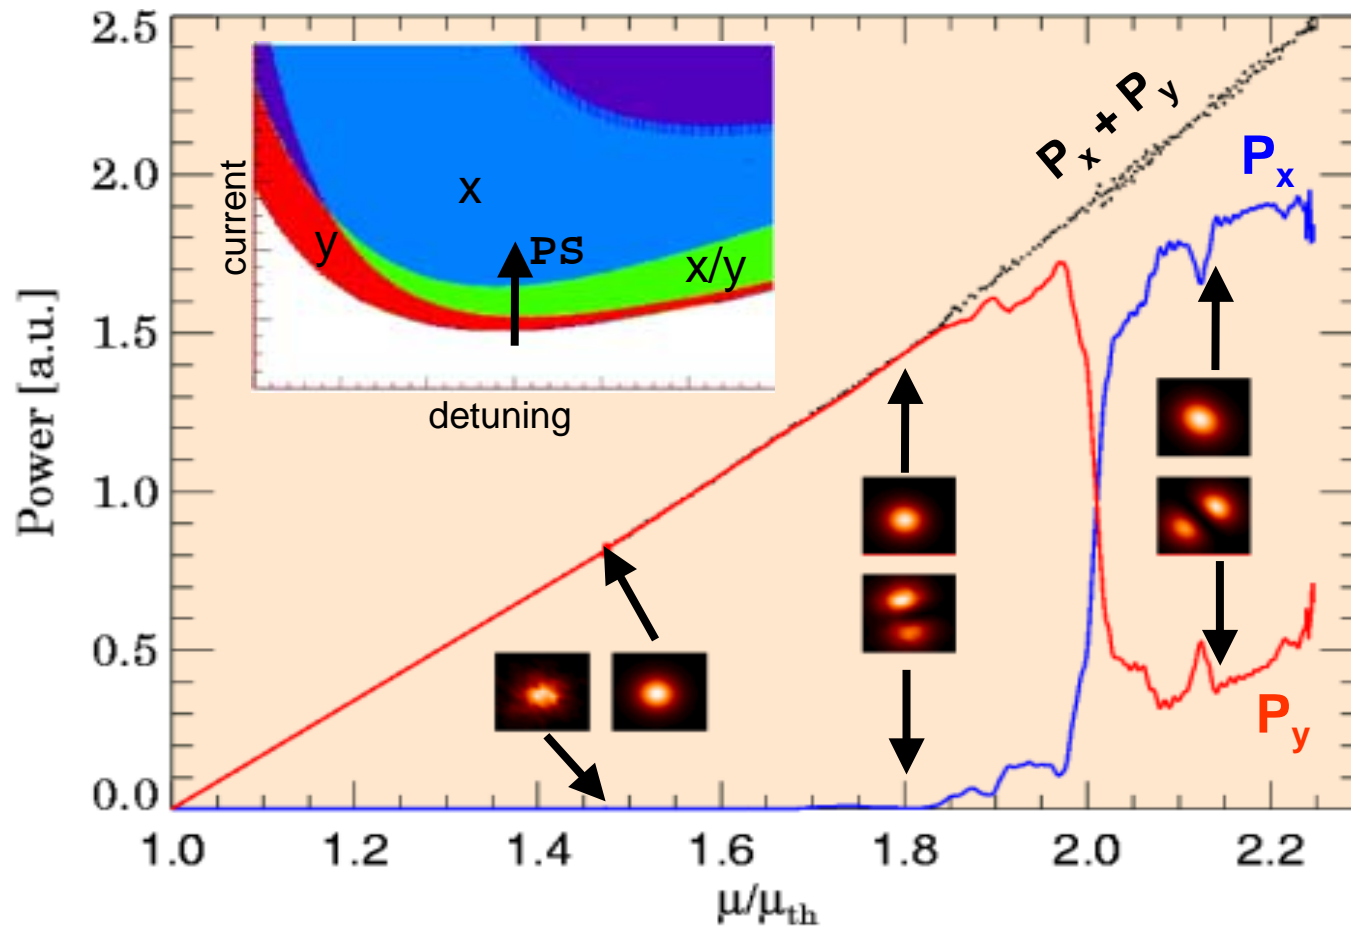 2.5
2.0
1.5
1.0
0.5
0.0
Power [a.u.]
1.0 1.2 1.4 1.6 1.8 2.0 2.2
μ/μth
current
detuning
x
y
PS
x/y
Px + Py
Px
Py